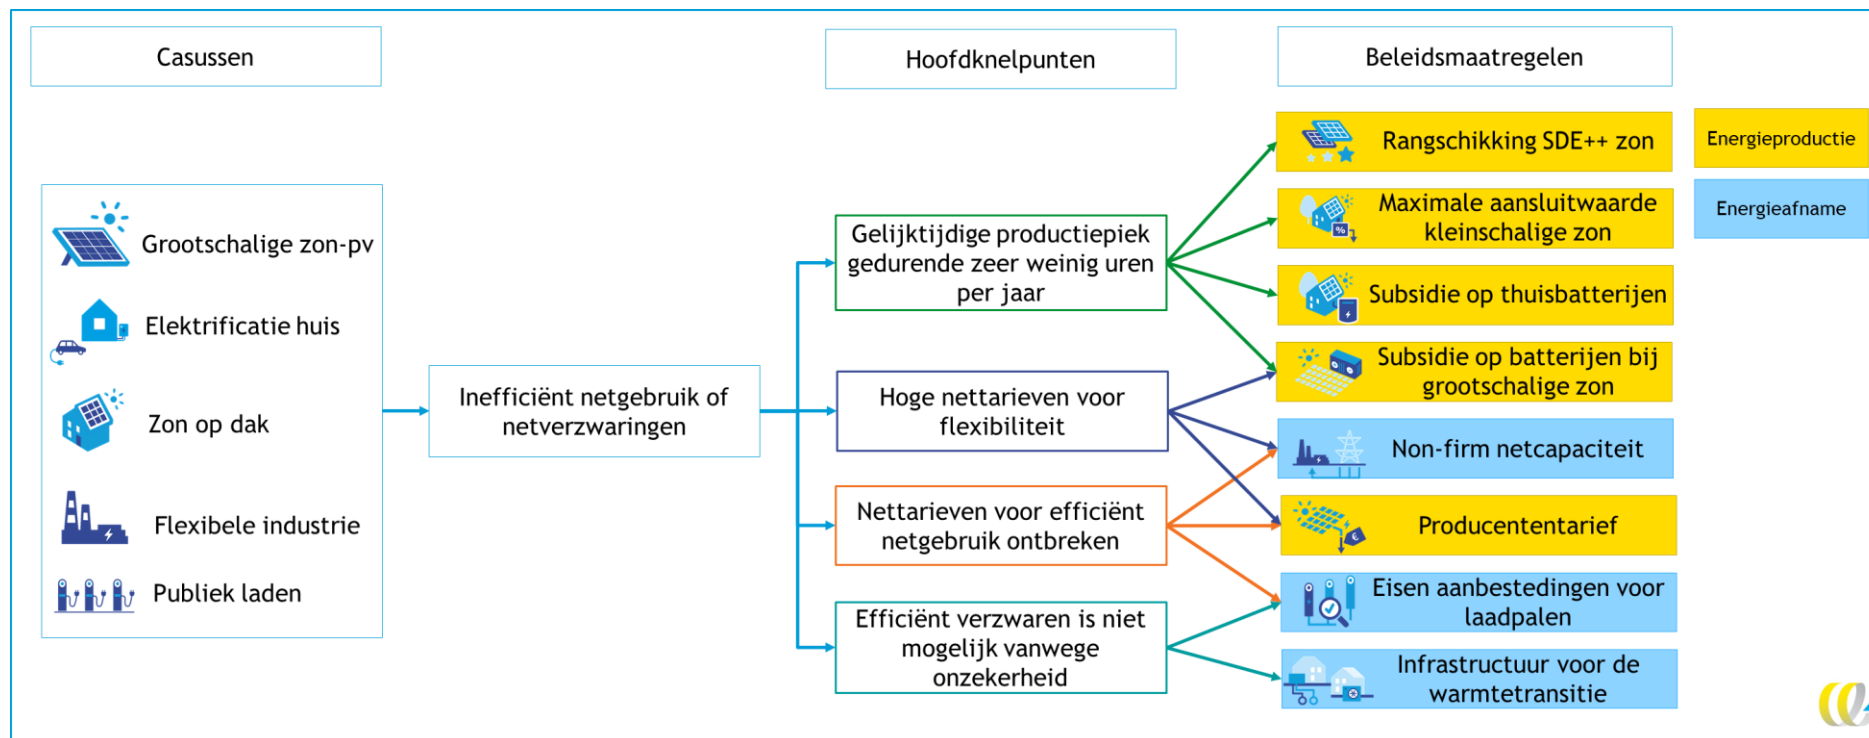 Casussen
Hoofdknelpunten
Beleidsmaatregelen
Grootschalige zon-pv
Elektrificatie huis
Zon op dak
Flexibele industrie
Publiek laden
Inefficiënt netgebruik of
netverzwaringen
Gelijktijdige productiepiek
gedurende zeer weinig uren
per jaar
Hoge nettarieven voor
flexibiliteit
Nettarieven voor efficiënt
netgebruik ontbreken
Efficiënt verzwaren is niet
mogelijk vanwege
onzekerheid
Rangschikking SDE++ zon
Maximale aansluitwaarde
kleinschalige zon
%
Subsidie op thuisbatterijen
Subsidie op batterijen bij
grootschalige zon
Non-firm netcapaciteit
Producententarief
€
Eisen aanbestedingen voor
laadpalen
Infrastructuur voor de
warmtetransitie
Energieproductie
Energieafname